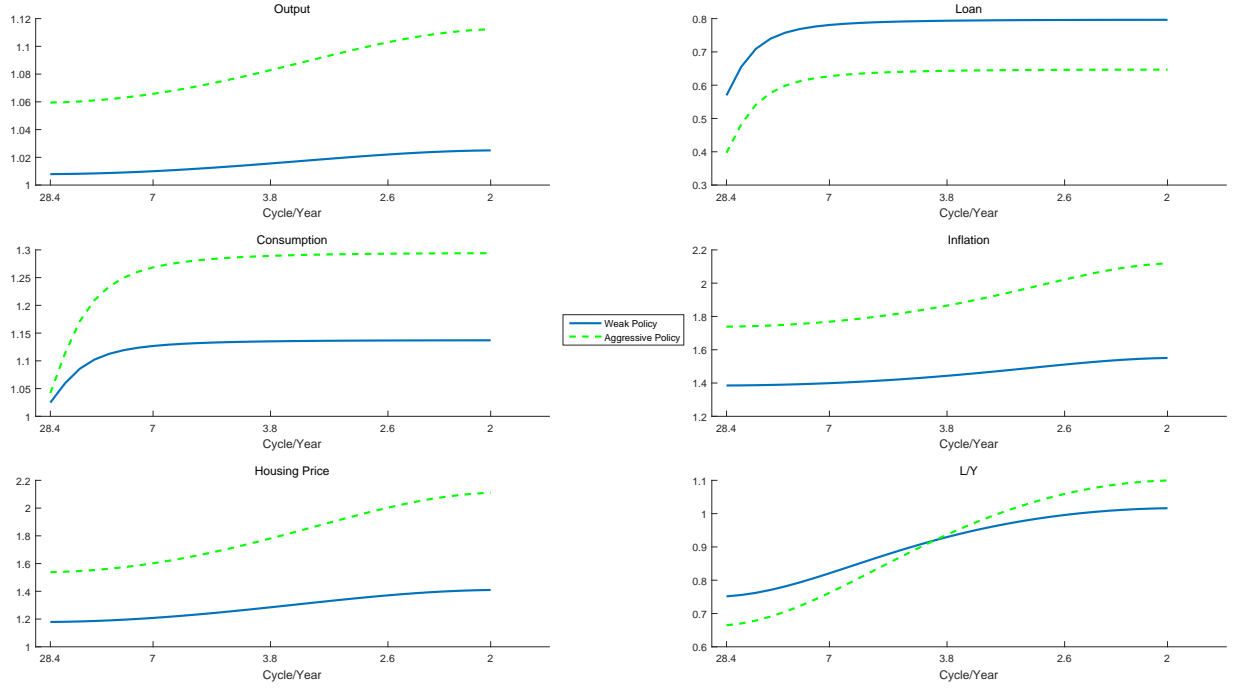 Output
1.12
1.1
1.08
1.06
1.04
1.02
1
28.4 7 3.8 2.6 2
Cycle/Year
Loan
0.8
0.7
0.6
0.5
0.4
0.3
28.4 7 3.8 2.6 2
Cycle/Year
Consumption
1.3
1.25
1.2
1.15
1.1
1.05
1
28.4 7 3.8 2.6 2
Cycle/Year
Weak Policy
Aggressive Policy
Inflation
2.2
2
1.8
1.6
1.4
1.2
28.4 7 3.8 2.6 2
Cycle/Year
Housing Price
2.2
2
1.8
1.6
1.4
1.2
1
28.4 7 3.8 2.6 2
Cycle/Year
L/Y
1.1
1
0.9
0.8
0.7
0.6
28.4 7 3.8 2.6 2
Cycle/Year